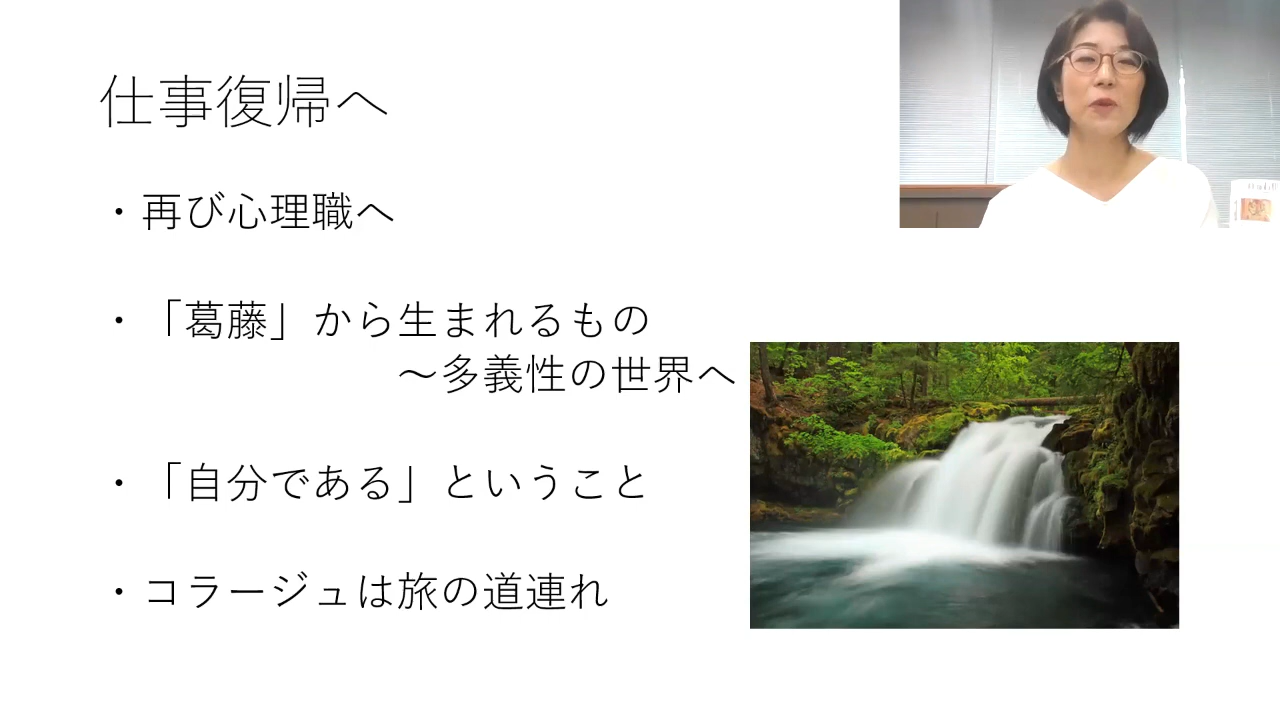 仕事復帰へ
・再び心理職へ
・「葛藤」から生まれるもの
～多義性の世界へ
・「自分である」ということ
・コラージュは旅の道連れ